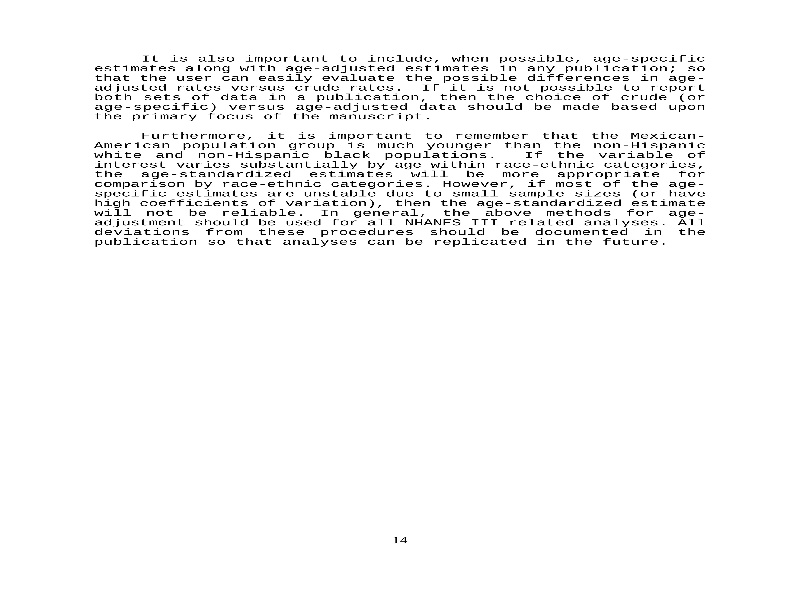 It is also important to include, when possible, age-specific
estimates along with age-adjusted estimates in any publication; so
that the user can easily evaluate the possible differences in age-
adjusted rates versus crude rates. If it is not possible to report
both sets of data in a publication, then the choice of crude (or
age-specific) versus age-adjusted data should be made based upon
the primary focus of the manuscript.
Furthermore, it is important to remember that the Mexican-
American population group is much younger than the non-Hispanic
white and non-Hispanic black populations. If the variable of
interest varies substantially by age within race-ethnic categories,
the age-standardized estimates will be more appropriate for
comparison by race-ethnic categories. However, if most of the age-
specific estimates are unstable due to small sample sizes (or have
high coefficients of variation), then the age-standardized estimate
will not be reliable. In general, the above methods for age-
adjustment should be used for all NHANES III related analyses. All
deviations from these procedures should be documented in the
publication so that analyses can be replicated in the future.
14